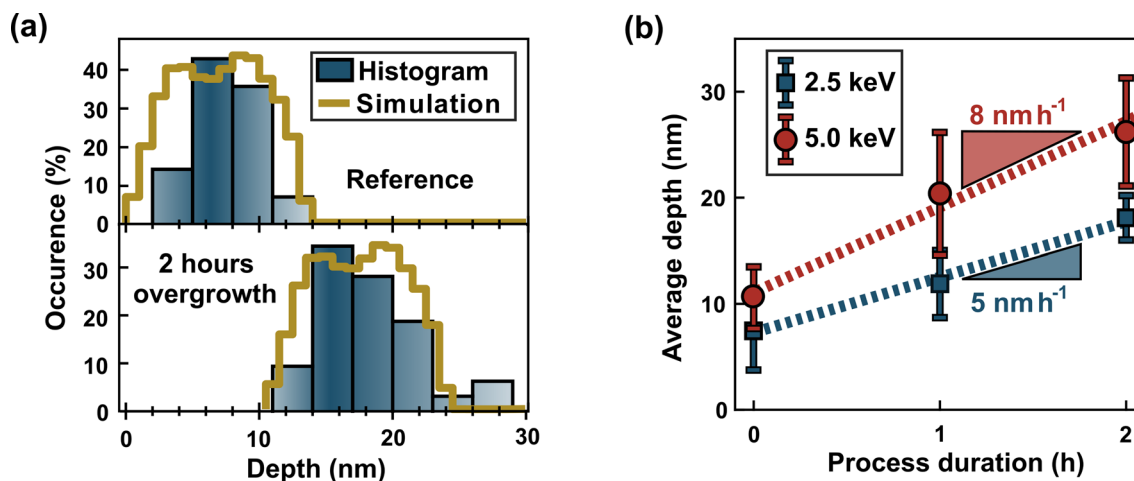 (a)
Occurence (%)
40
30
20
10
0
Histogram
Simulation
Reference
30
20
10
0
2 hours
overgrowth
0
10
20
30
Depth (nm)
(b)
Average depth (nm)
30
20
10
0
2.5 keV
5.0 keV
8 nm h-1
5 nm h-1
0
1
2
Process duration (h)